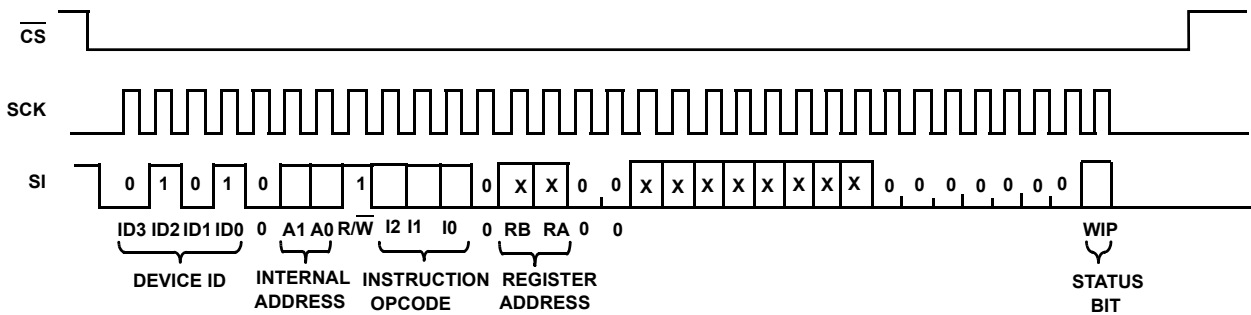 CS
SCK
SI 0 1 0 1 0 1 0 X X 0 0 X X X X X X X X 0 0 0 0 0 0 0
ID3 ID2 ID1 ID0 0 A1 A0 R/W I2 I1 I0 0 RB RA 0 0 WIP
DEVICE ID INTERNAL ADDRESS INSTRUCTION OPCODE REGISTER ADDRESS STATUS BIT